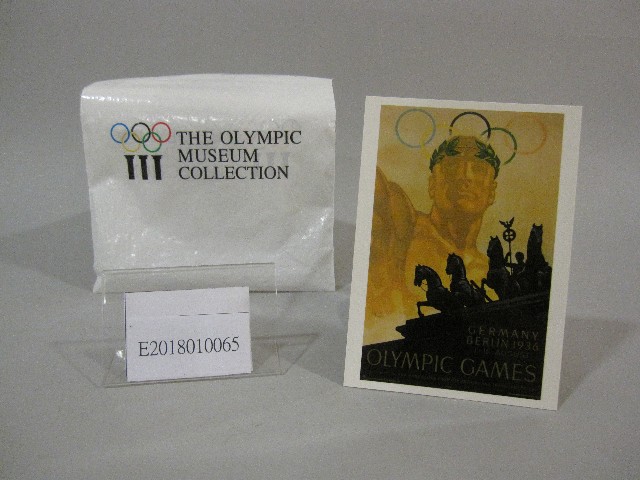 THE OLYMPIC
MUSEUM
COLLECTION
E2018010065
GERMANY
BERLIN 1936
OLYMPIC GAMES